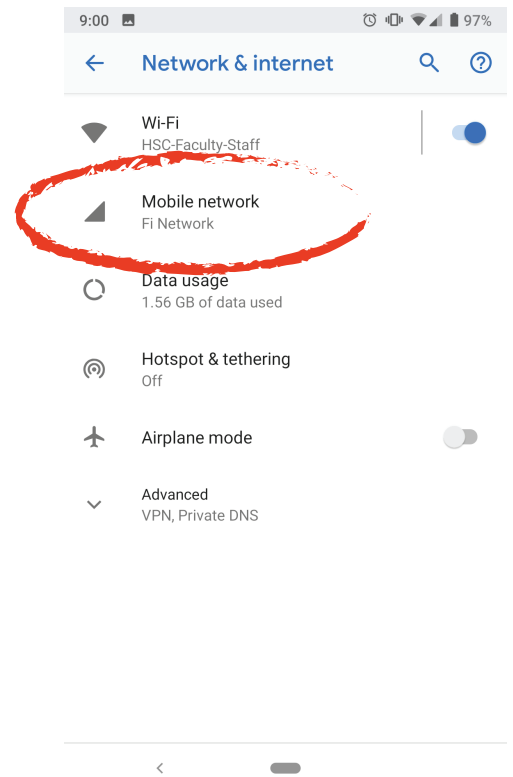 9:00 97%
Network & internet
Wi-Fi
HSC-Faculty-Staff
Mobile network
Fi Network
Data usage
1.56 GB of data used
Hotspot & tethering
Off
Airplane mode
Advanced
VPN, Private DNS